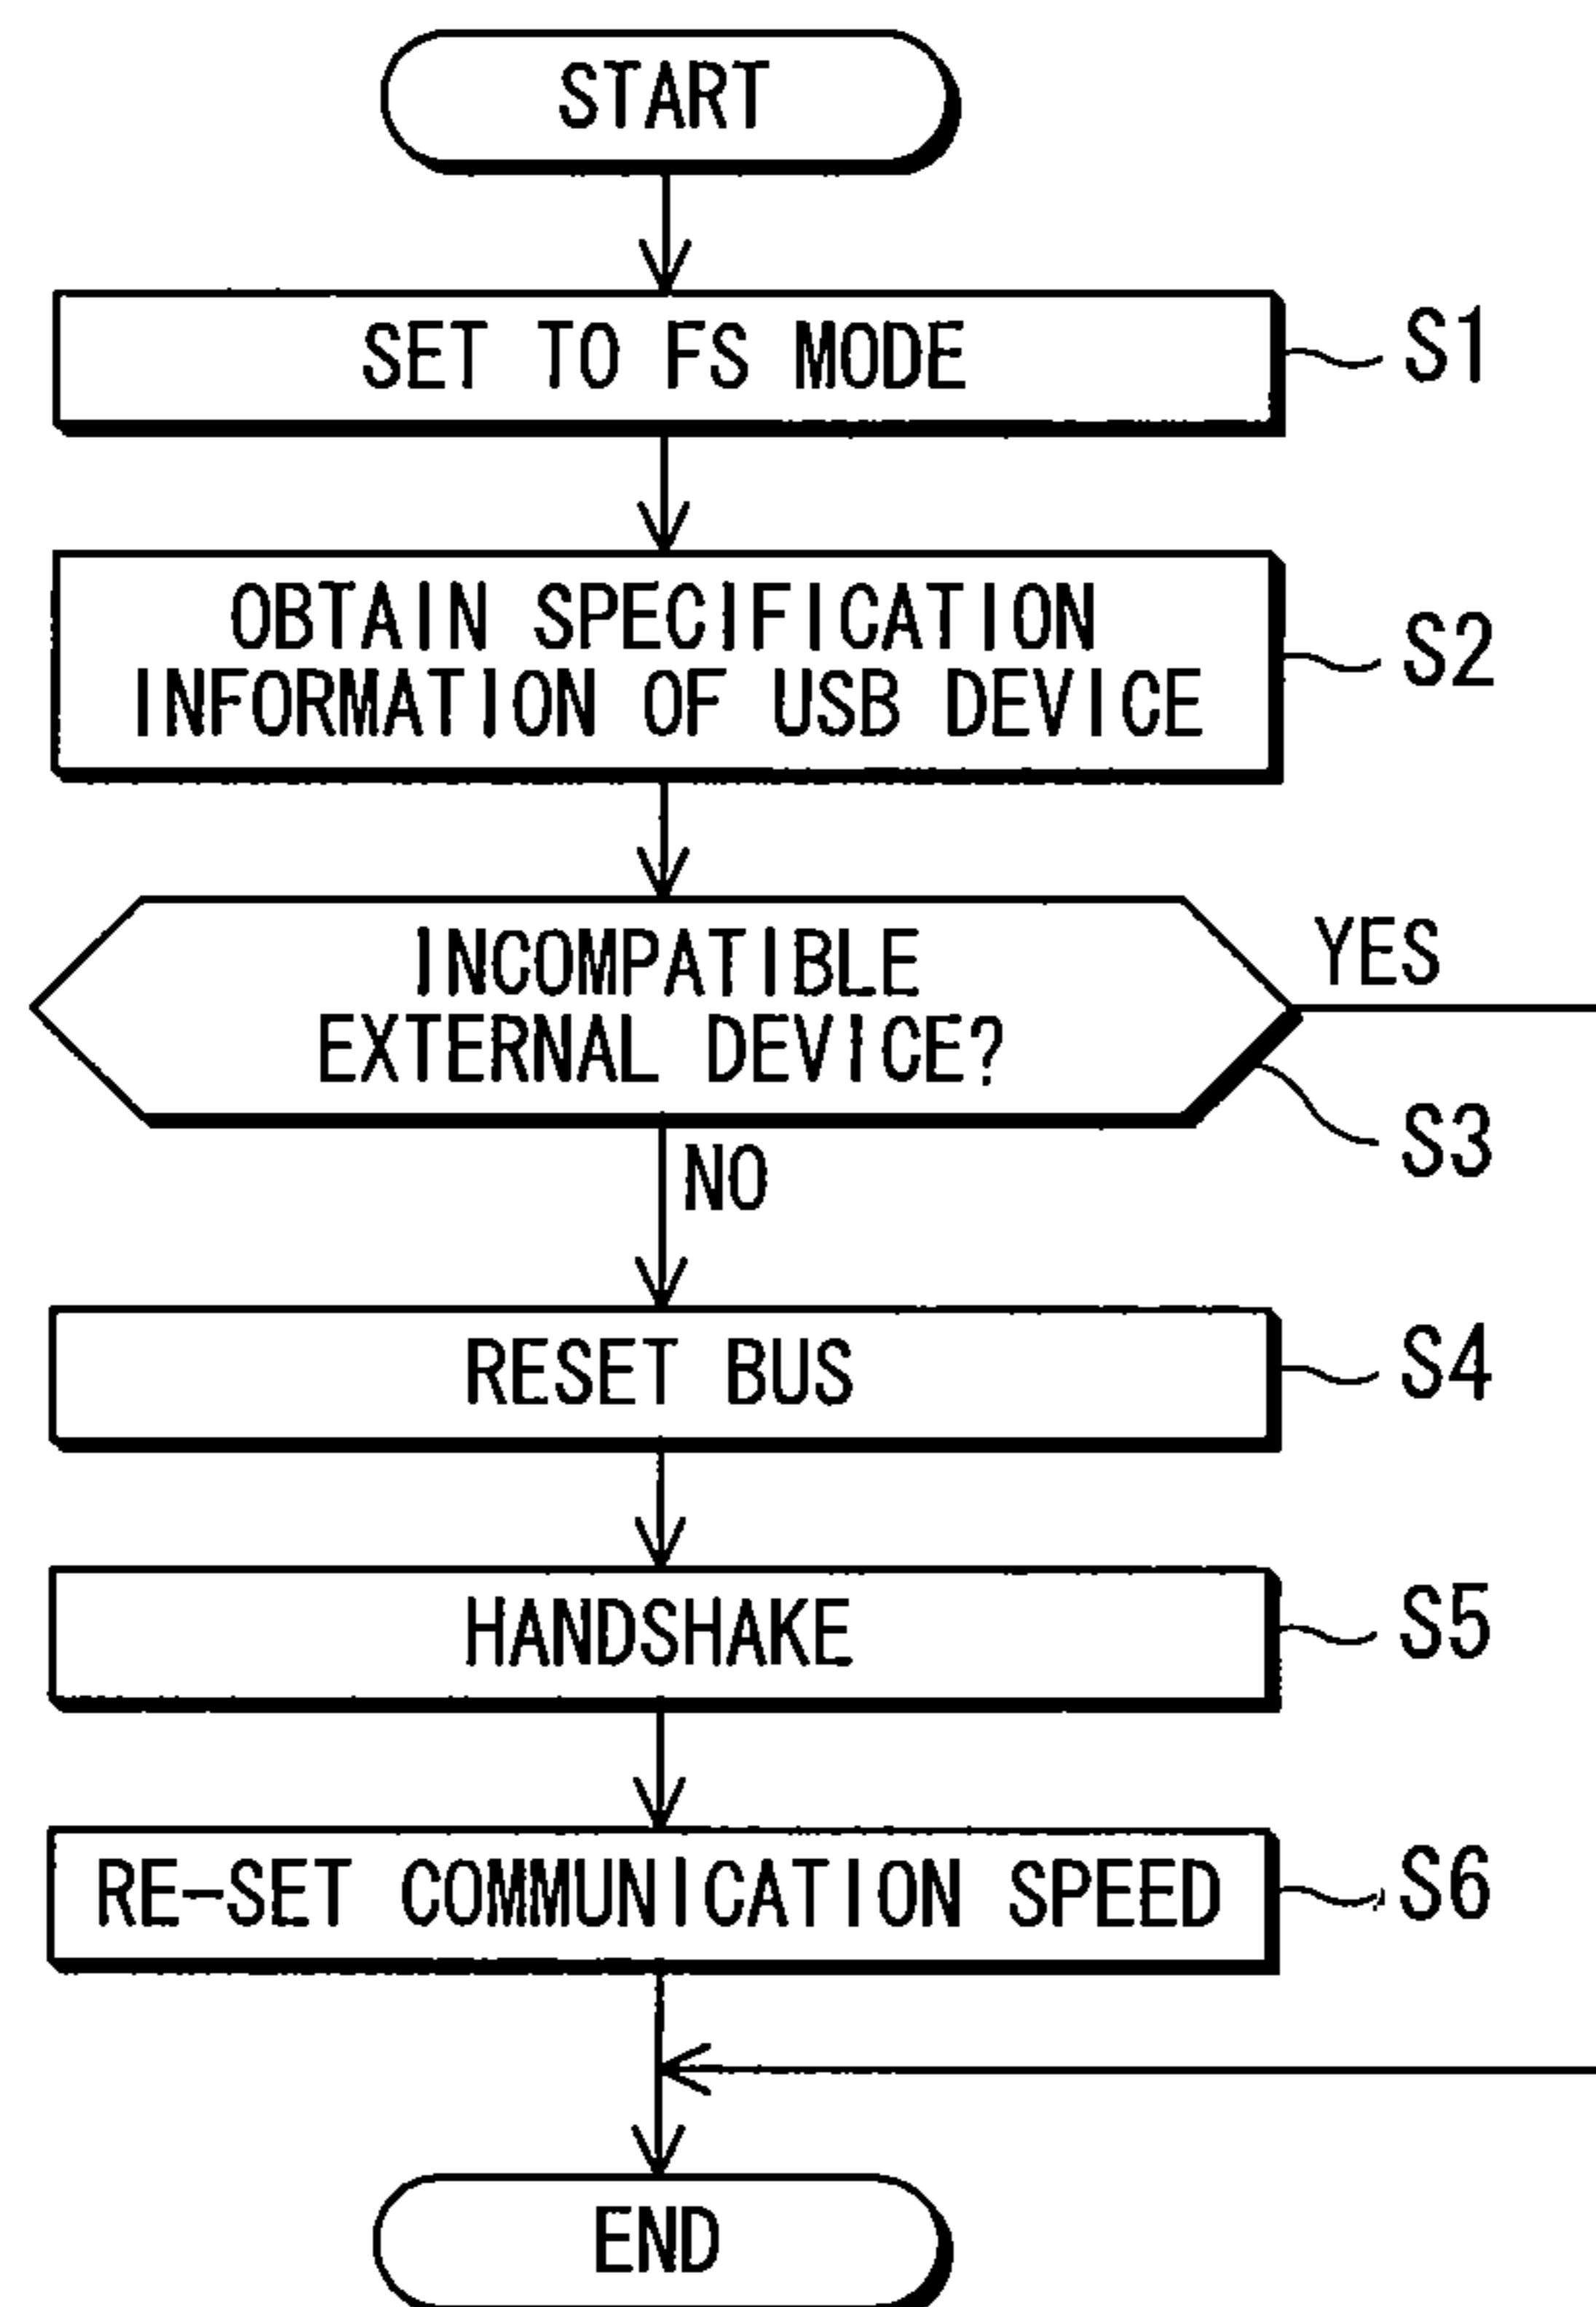 START
SET TO FS MODE
S1
OBTAIN SPECIFICATION
INFORMATION OF USB DEVICE
S2
INCOMPATIBLE
EXTERNAL DEVICE?
YES
S3
NO
RESET BUS
S4
HANDSHAKE
S5
RE-SET COMMUNICATION SPEED
S6
END